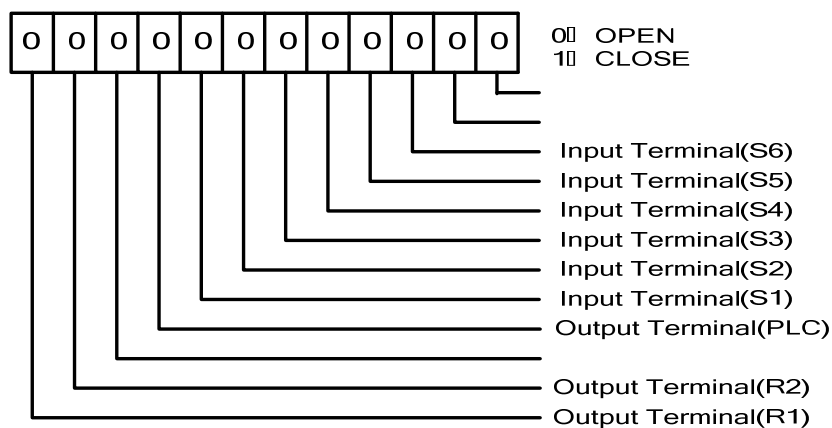 0 0 0 0 0 0 0 0 0 0 0 0
0▯ OPEN
1▯ CLOSE
Input Terminal(S6)
Input Terminal(S5)
Input Terminal(S4)
Input Terminal(S3)
Input Terminal(S2)
Input Terminal(S1)
Output Terminal(PLC)
Output Terminal(R2)
Output Terminal(R1)